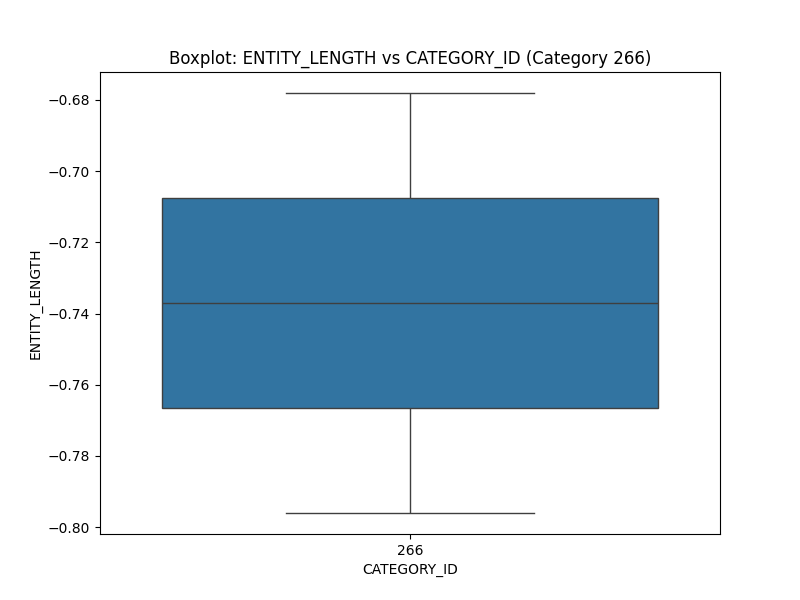 Boxplot: ENTITY_LENGTH vs CATEGORY_ID (Category 266)
−0.68
−0.70
−0.72
−0.74
−0.76
−0.78
−0.80
ENTITY_LENGTH
266
CATEGORY_ID